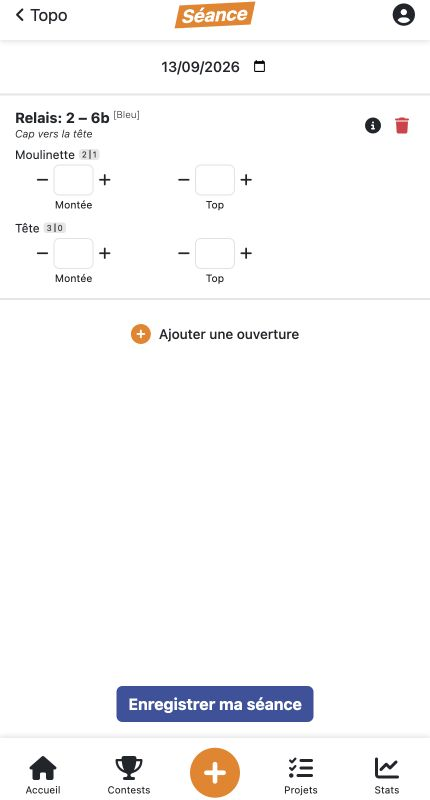 Topo
Séance
13/09/2026
Relais: 2 – 6b [Bleu]
Cap vers la tête
Moulinette 2|1
− +
− +
Montée
Top
Tête 3|0
− +
− +
Montée
Top
+ Ajouter une ouverture
Enregistrer ma séance
Accueil
Contests
Projets
Stats